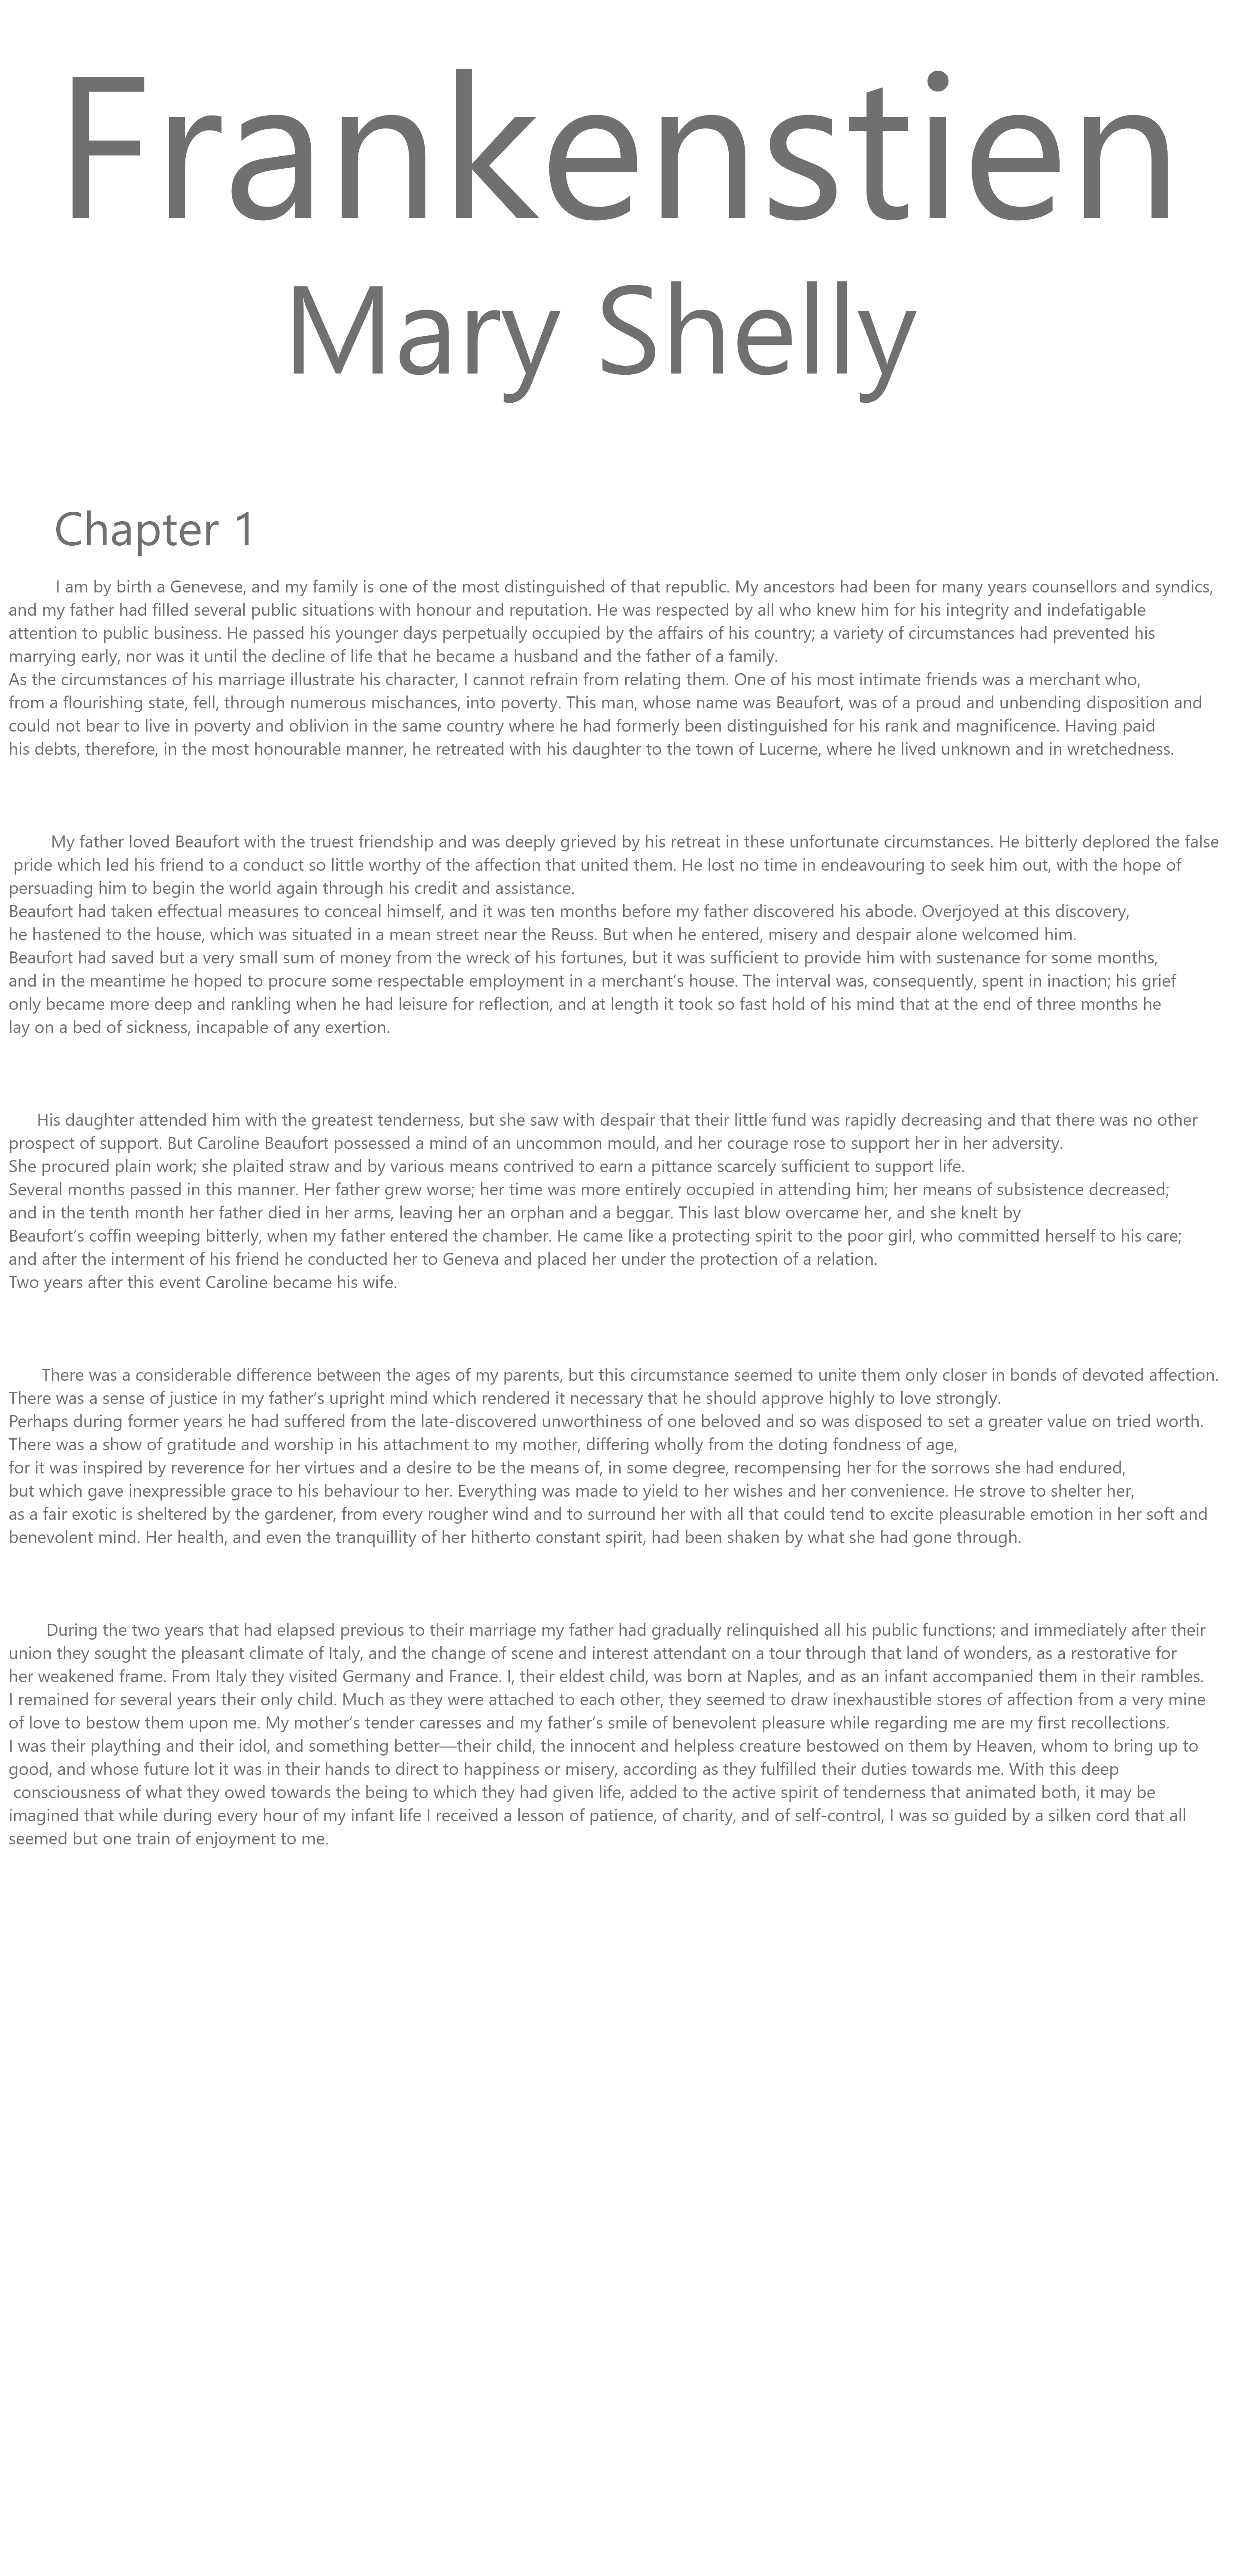 Frankenstien
Mary Shelly
Chapter 1
I am by birth a Genevese, and my family is one of the most distinguished of that republic. My ancestors had been for many years counsellors and syndics,
and my father had filled several public situations with honour and reputation. He was respected by all who knew him for his integrity and indefatigable
attention to public business. He passed his younger days perpetually occupied by the affairs of his country; a variety of circumstances had prevented his
marrying early, nor was it until the decline of life that he became a husband and the father of a family.
As the circumstances of his marriage illustrate his character, I cannot refrain from relating them. One of his most intimate friends was a merchant who,
from a flourishing state, fell, through numerous mischances, into poverty. This man, whose name was Beaufort, was of a proud and unbending disposition and
could not bear to live in poverty and oblivion in the same country where he had formerly been distinguished for his rank and magnificence. Having paid
his debts, therefore, in the most honourable manner, he retreated with his daughter to the town of Lucerne, where he lived unknown and in wretchedness.
My father loved Beaufort with the truest friendship and was deeply grieved by his retreat in these unfortunate circumstances. He bitterly deplored the false
pride which led his friend to a conduct so little worthy of the affection that united them. He lost no time in endeavouring to seek him out, with the hope of
persuading him to begin the world again through his credit and assistance.
Beaufort had taken effectual measures to conceal himself, and it was ten months before my father discovered his abode. Overjoyed at this discovery,
he hastened to the house, which was situated in a mean street near the Reuss. But when he entered, misery and despair alone welcomed him.
Beaufort had saved but a very small sum of money from the wreck of his fortunes, but it was sufficient to provide him with sustenance for some months,
and in the meantime he hoped to procure some respectable employment in a merchant’s house. The interval was, consequently, spent in inaction; his grief
only became more deep and rankling when he had leisure for reflection, and at length it took so fast hold of his mind that at the end of three months he
lay on a bed of sickness, incapable of any exertion.
His daughter attended him with the greatest tenderness, but she saw with despair that their little fund was rapidly decreasing and that there was no other
prospect of support. But Caroline Beaufort possessed a mind of an uncommon mould, and her courage rose to support her in her adversity.
She procured plain work; she plaited straw and by various means contrived to earn a pittance scarcely sufficient to support life.
Several months passed in this manner. Her father grew worse; her time was more entirely occupied in attending him; her means of subsistence decreased;
and in the tenth month her father died in her arms, leaving her an orphan and a beggar. This last blow overcame her, and she knelt by
Beaufort’s coffin weeping bitterly, when my father entered the chamber. He came like a protecting spirit to the poor girl, who committed herself to his care;
and after the interment of his friend he conducted her to Geneva and placed her under the protection of a relation.
Two years after this event Caroline became his wife.
There was a considerable difference between the ages of my parents, but this circumstance seemed to unite them only closer in bonds of devoted affection.
There was a sense of justice in my father’s upright mind which rendered it necessary that he should approve highly to love strongly.
Perhaps during former years he had suffered from the late-discovered unworthiness of one beloved and so was disposed to set a greater value on tried worth.
There was a show of gratitude and worship in his attachment to my mother, differing wholly from the doting fondness of age,
for it was inspired by reverence for her virtues and a desire to be the means of, in some degree, recompensing her for the sorrows she had endured,
but which gave inexpressible grace to his behaviour to her. Everything was made to yield to her wishes and her convenience. He strove to shelter her,
as a fair exotic is sheltered by the gardener, from every rougher wind and to surround her with all that could tend to excite pleasurable emotion in her soft and
benevolent mind. Her health, and even the tranquillity of her hitherto constant spirit, had been shaken by what she had gone through.
During the two years that had elapsed previous to their marriage my father had gradually relinquished all his public functions; and immediately after their
union they sought the pleasant climate of Italy, and the change of scene and interest attendant on a tour through that land of wonders, as a restorative for
her weakened frame. From Italy they visited Germany and France. I, their eldest child, was born at Naples, and as an infant accompanied them in their rambles.
I remained for several years their only child. Much as they were attached to each other, they seemed to draw inexhaustible stores of affection from a very mine
of love to bestow them upon me. My mother’s tender caresses and my father’s smile of benevolent pleasure while regarding me are my first recollections.
I was their plaything and their idol, and something better—their child, the innocent and helpless creature bestowed on them by Heaven, whom to bring up to
good, and whose future lot it was in their hands to direct to happiness or misery, according as they fulfilled their duties towards me. With this deep
consciousness of what they owed towards the being to which they had given life, added to the active spirit of tenderness that animated both, it may be
imagined that while during every hour of my infant life I received a lesson of patience, of charity, and of self-control, I was so guided by a silken cord that all
seemed but one train of enjoyment to me.